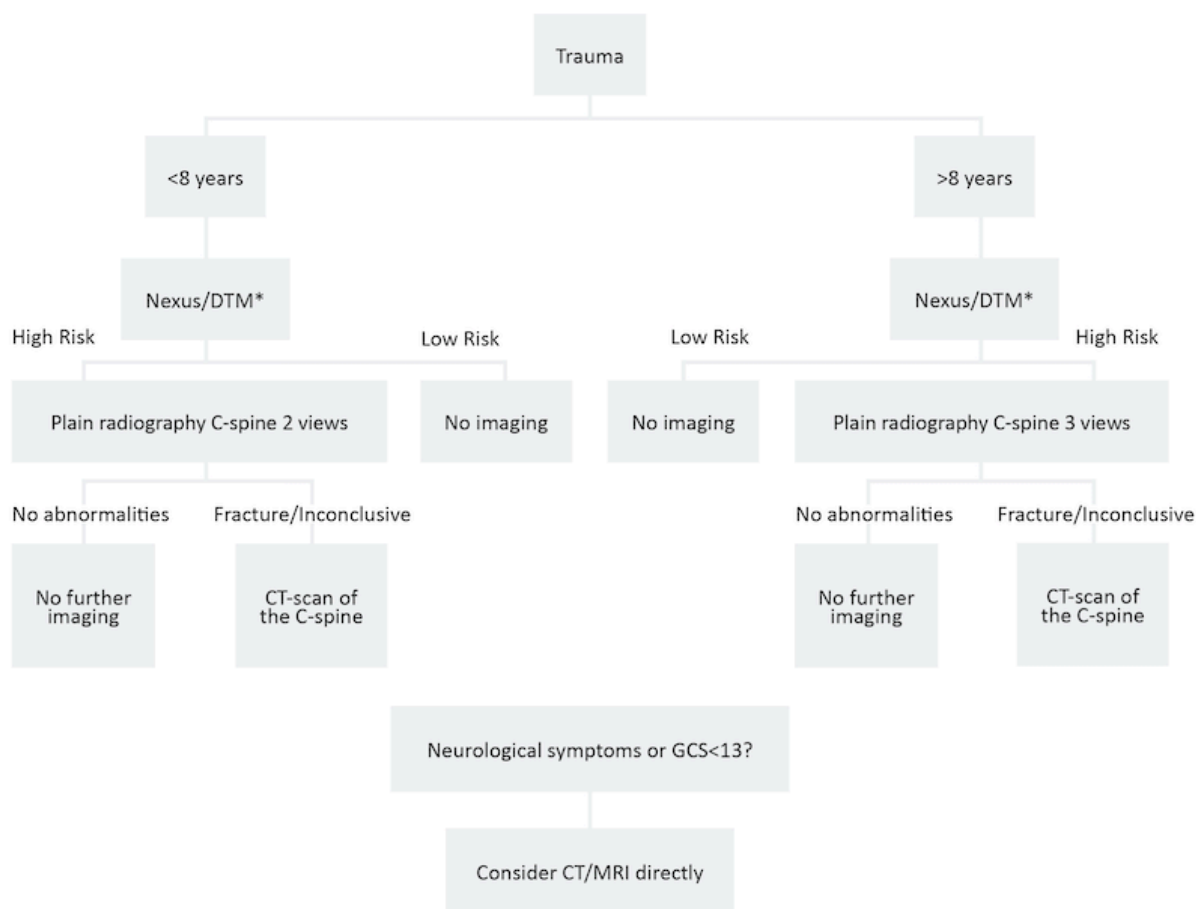 Trauma
<8 years
>8 years
Nexus/DTM*
Nexus/DTM*
High Risk
Low Risk
Low Risk
High Risk
Plain radiography C-spine 2 views
No imaging
No imaging
Plain radiography C-spine 3 views
No abnormalities
Fracture/Inconclusive
No abnormalities
Fracture/Inconclusive
No further
imaging
CT-scan of
the C-spine
No further
imaging
CT-scan of
the C-spine
Neurological symptoms or GCS<13?
Consider CT/MRI directly